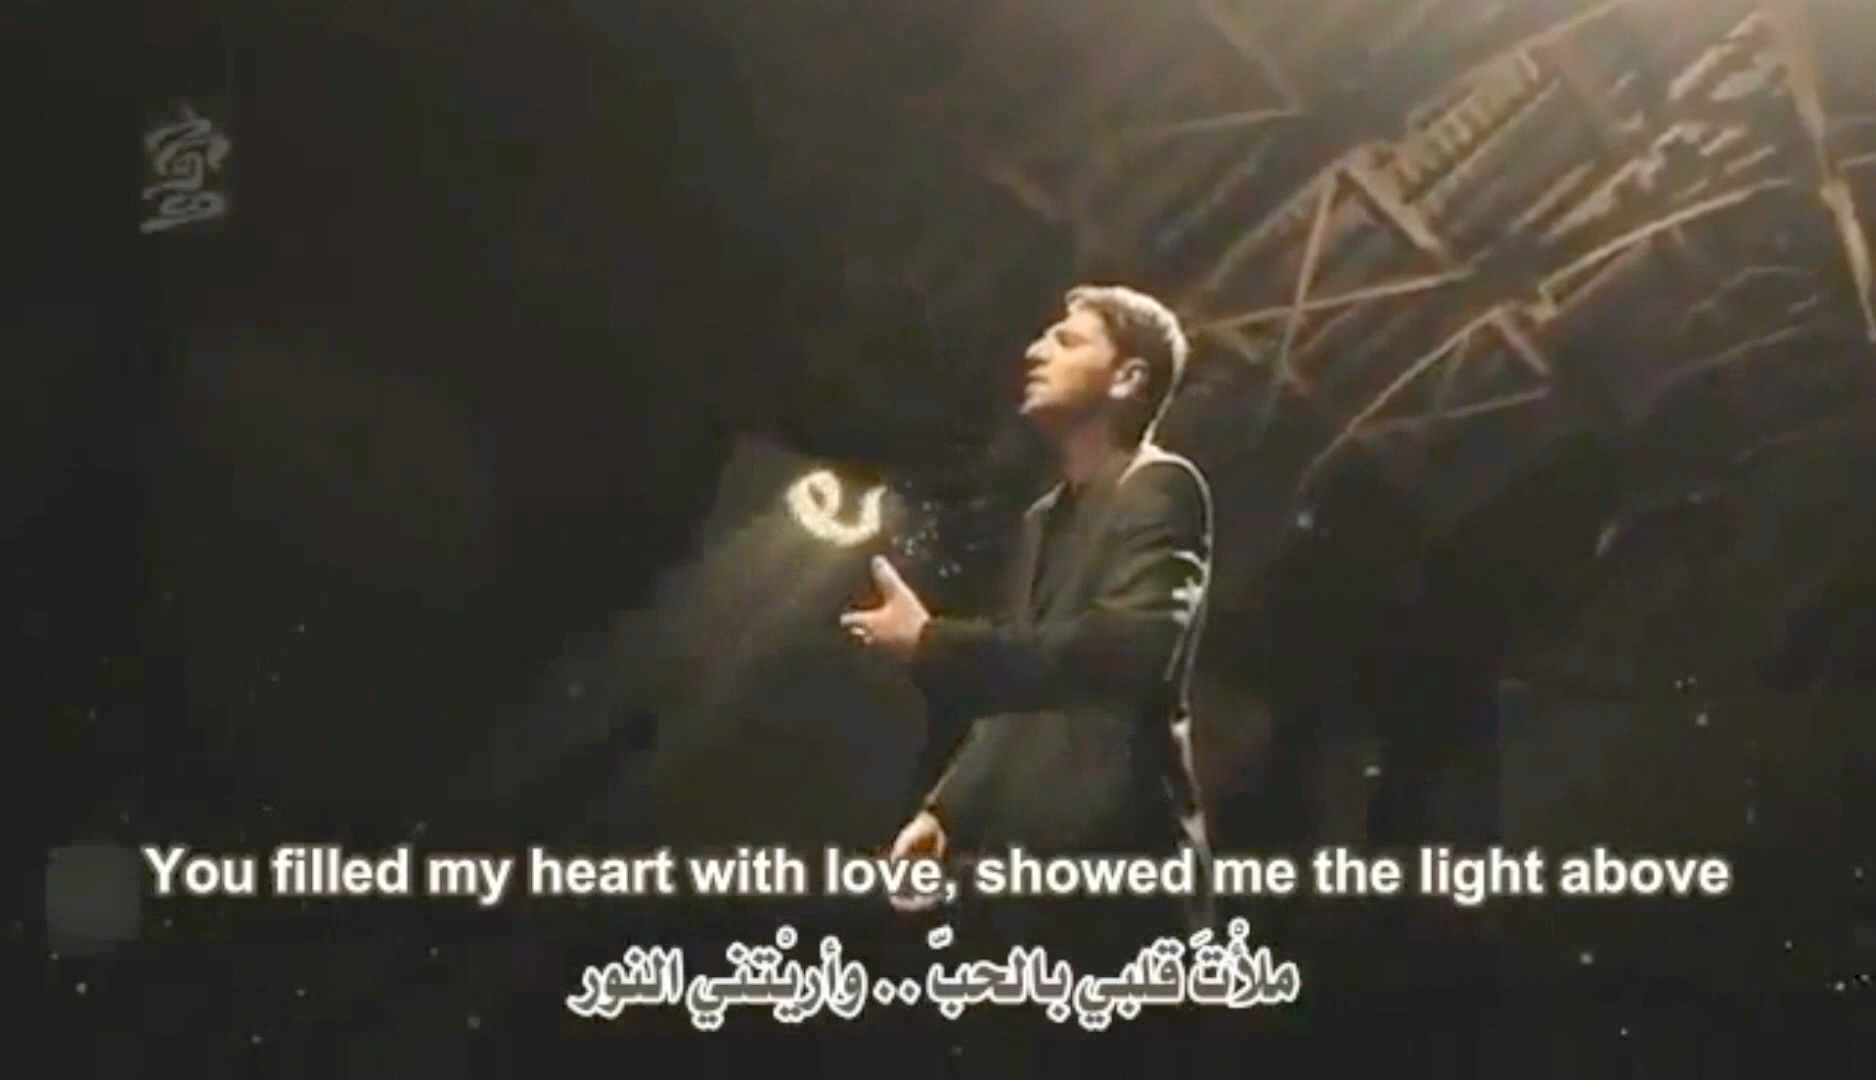 You filled my heart with love, showed me the light above
ملأْتَ قلبي بالحبِّ .. وأريْتني النور